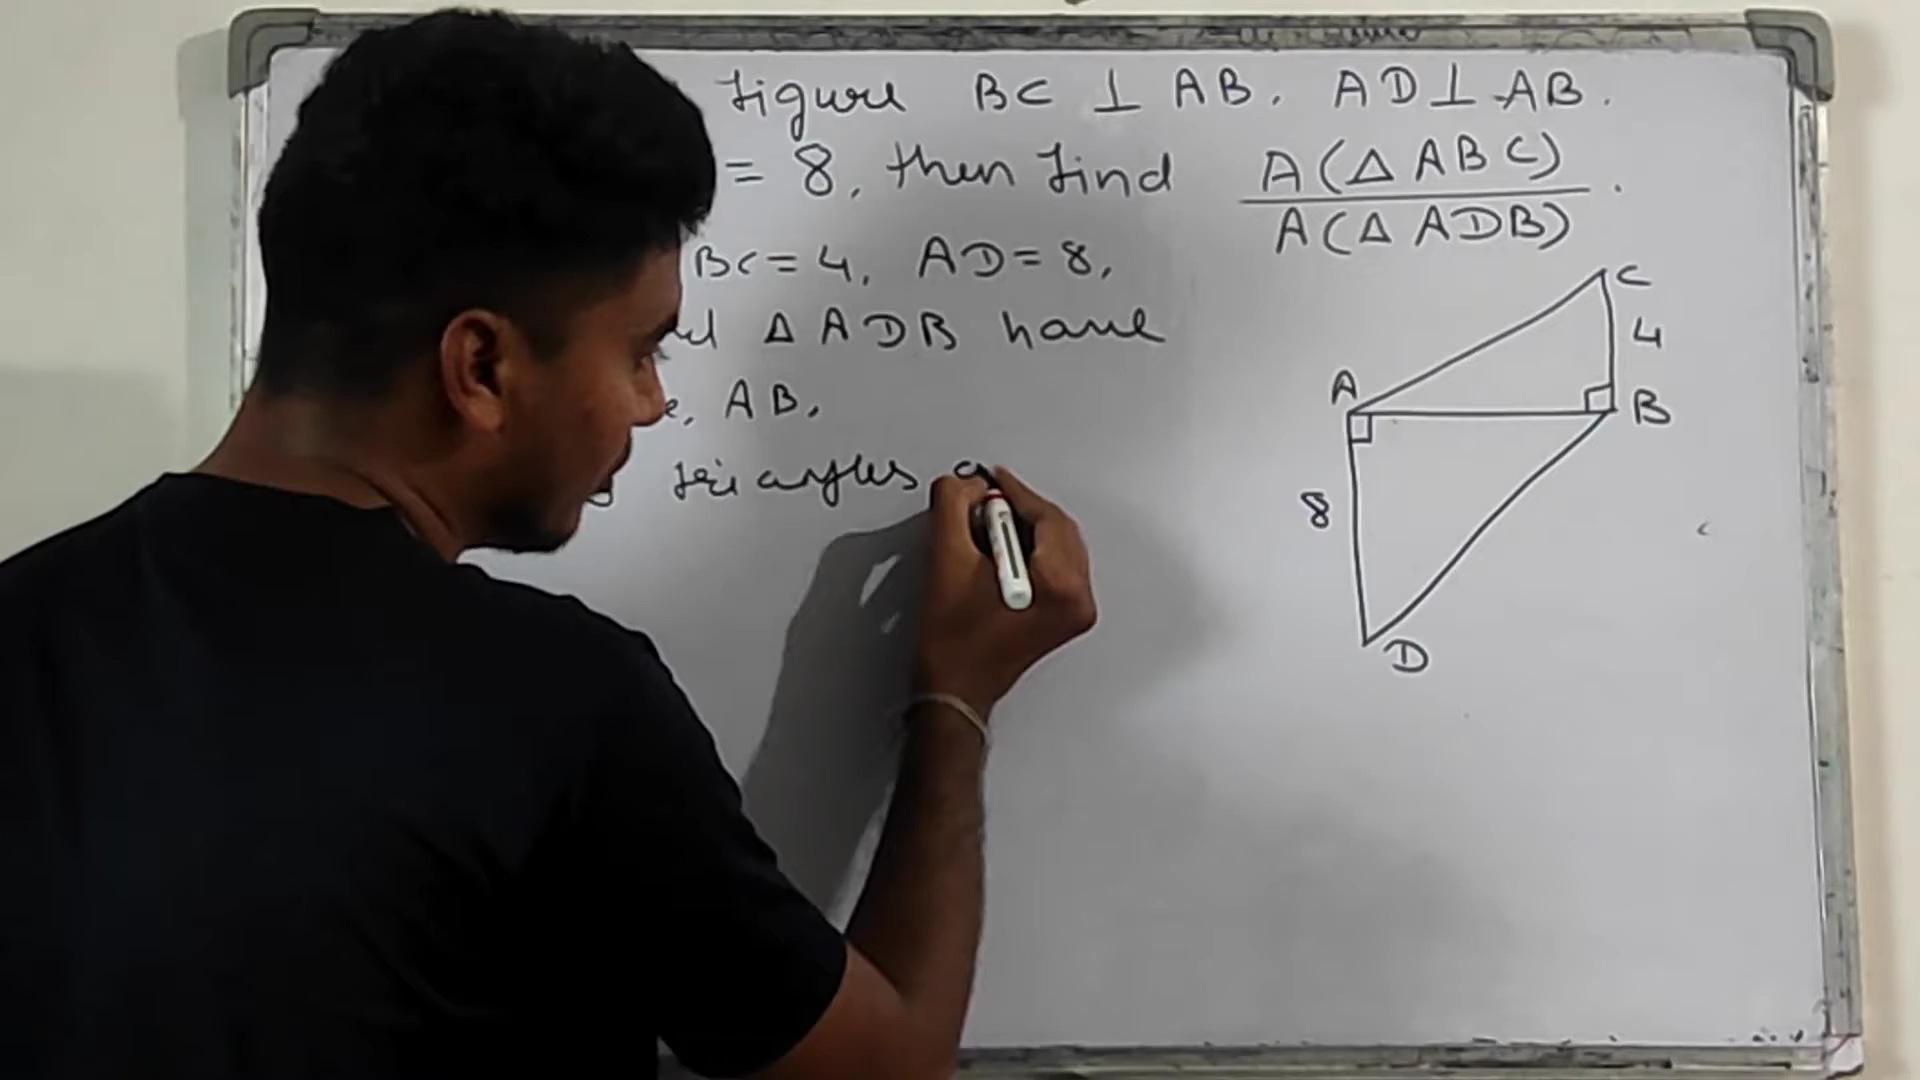 figure BC ⊥ AB, AD ⊥ AB.
= 8, then find A(△ ABC) / A(△ ADB).
BC = 4, AD = 8,
△ ADB have
AB,
triangles
C
4
A
B
8
D